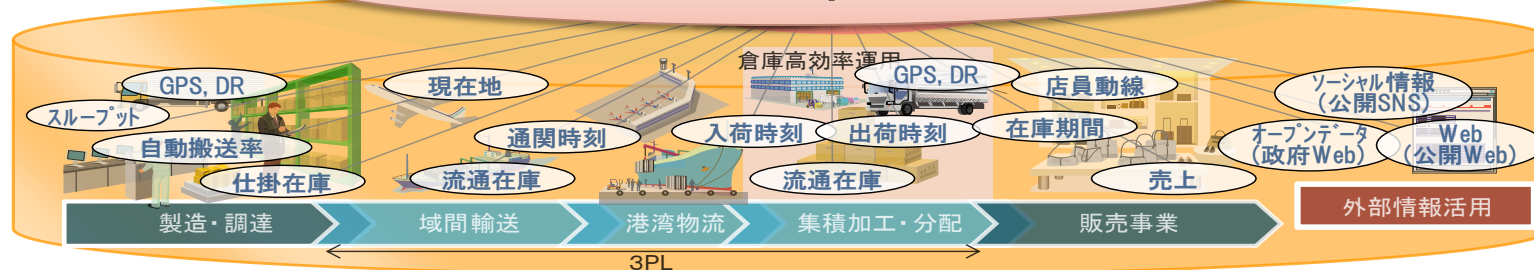 倉庫高効率運用
GPS, DR
現在地
GPS, DR
店員動線
ソーシャル情報
(公開SNS)
スループット
通関時刻
入荷時刻
出荷時刻
在庫期間
オープンデータ
(政府Web)
Web
(公開Web)
自動搬送率
仕掛在庫
流通在庫
流通在庫
売上
製造・調達
域間輸送
港湾物流
集積加工・分配
販売事業
外部情報活用
3PL